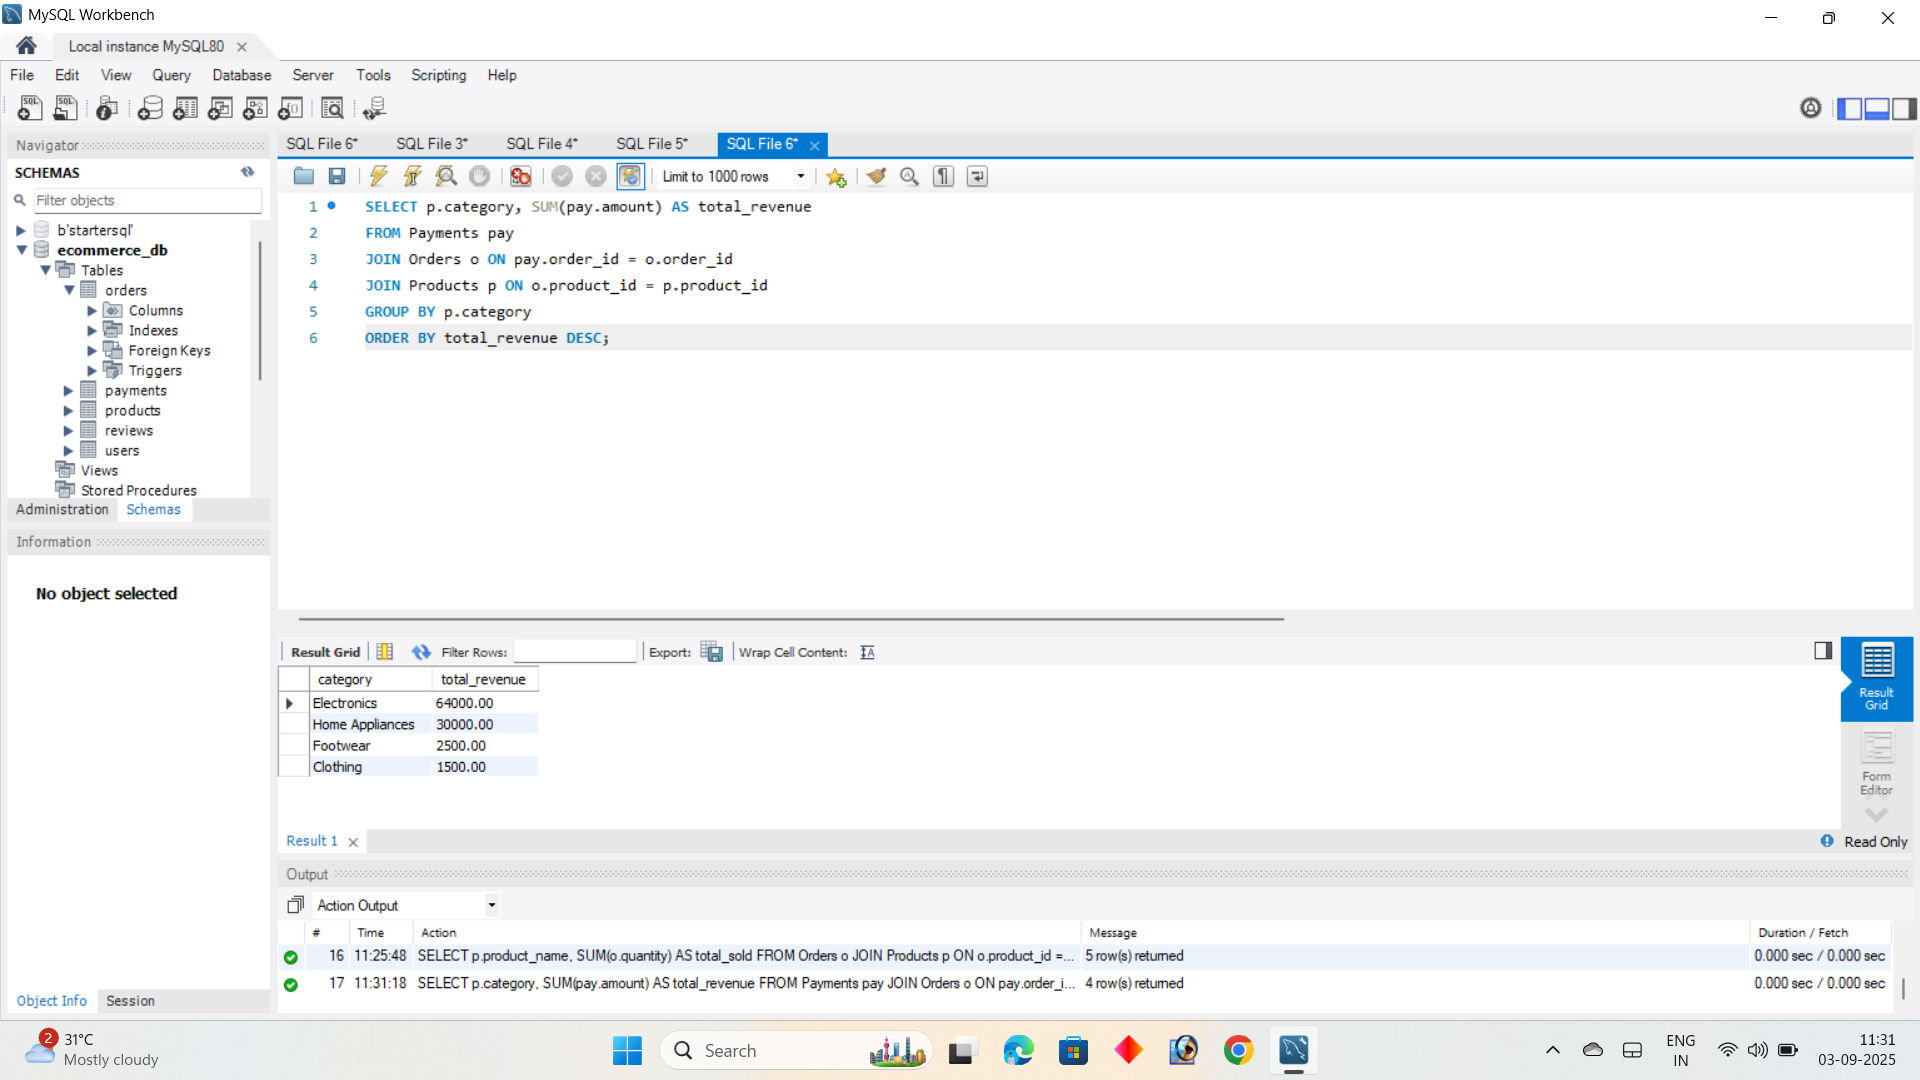 MySQL Workbench
Local instance MySQL80
File Edit View Query Database Server Tools Scripting Help
Navigator
SCHEMAS
Filter objects
b'startersql'
ecommerce_db
Tables
orders
Columns
Indexes
Foreign Keys
Triggers
payments
products
reviews
users
Views
Stored Procedures
Administration Schemas
Information
No object selected
Object Info Session
SQL File 6* SQL File 3* SQL File 4* SQL File 5* SQL File 6*
Limit to 1000 rows
1 SELECT p.category, SUM(pay.amount) AS total_revenue
2 FROM Payments pay
3 JOIN Orders o ON pay.order_id = o.order_id
4 JOIN Products p ON o.product_id = p.product_id
5 GROUP BY p.category
6 ORDER BY total_revenue DESC;
Result Grid Filter Rows: Export: Wrap Cell Content:
category total_revenue
Electronics 64000.00
Home Appliances 30000.00
Footwear 2500.00
Clothing 1500.00
Result
Grid
Form
Editor
Result 1
Read Only
Output
Action Output
# Time Action Message Duration / Fetch
16 11:25:48 SELECT p.product_name, SUM(o.quantity) AS total_sold FROM Orders o JOIN Products p ON o.product_id =... 5 row(s) returned 0.000 sec / 0.000 sec
17 11:31:18 SELECT p.category, SUM(pay.amount) AS total_revenue FROM Payments pay JOIN Orders o ON pay.order_i... 4 row(s) returned 0.000 sec / 0.000 sec
2
31°C
Mostly cloudy
Search
ENG
IN
11:31
03-09-2025